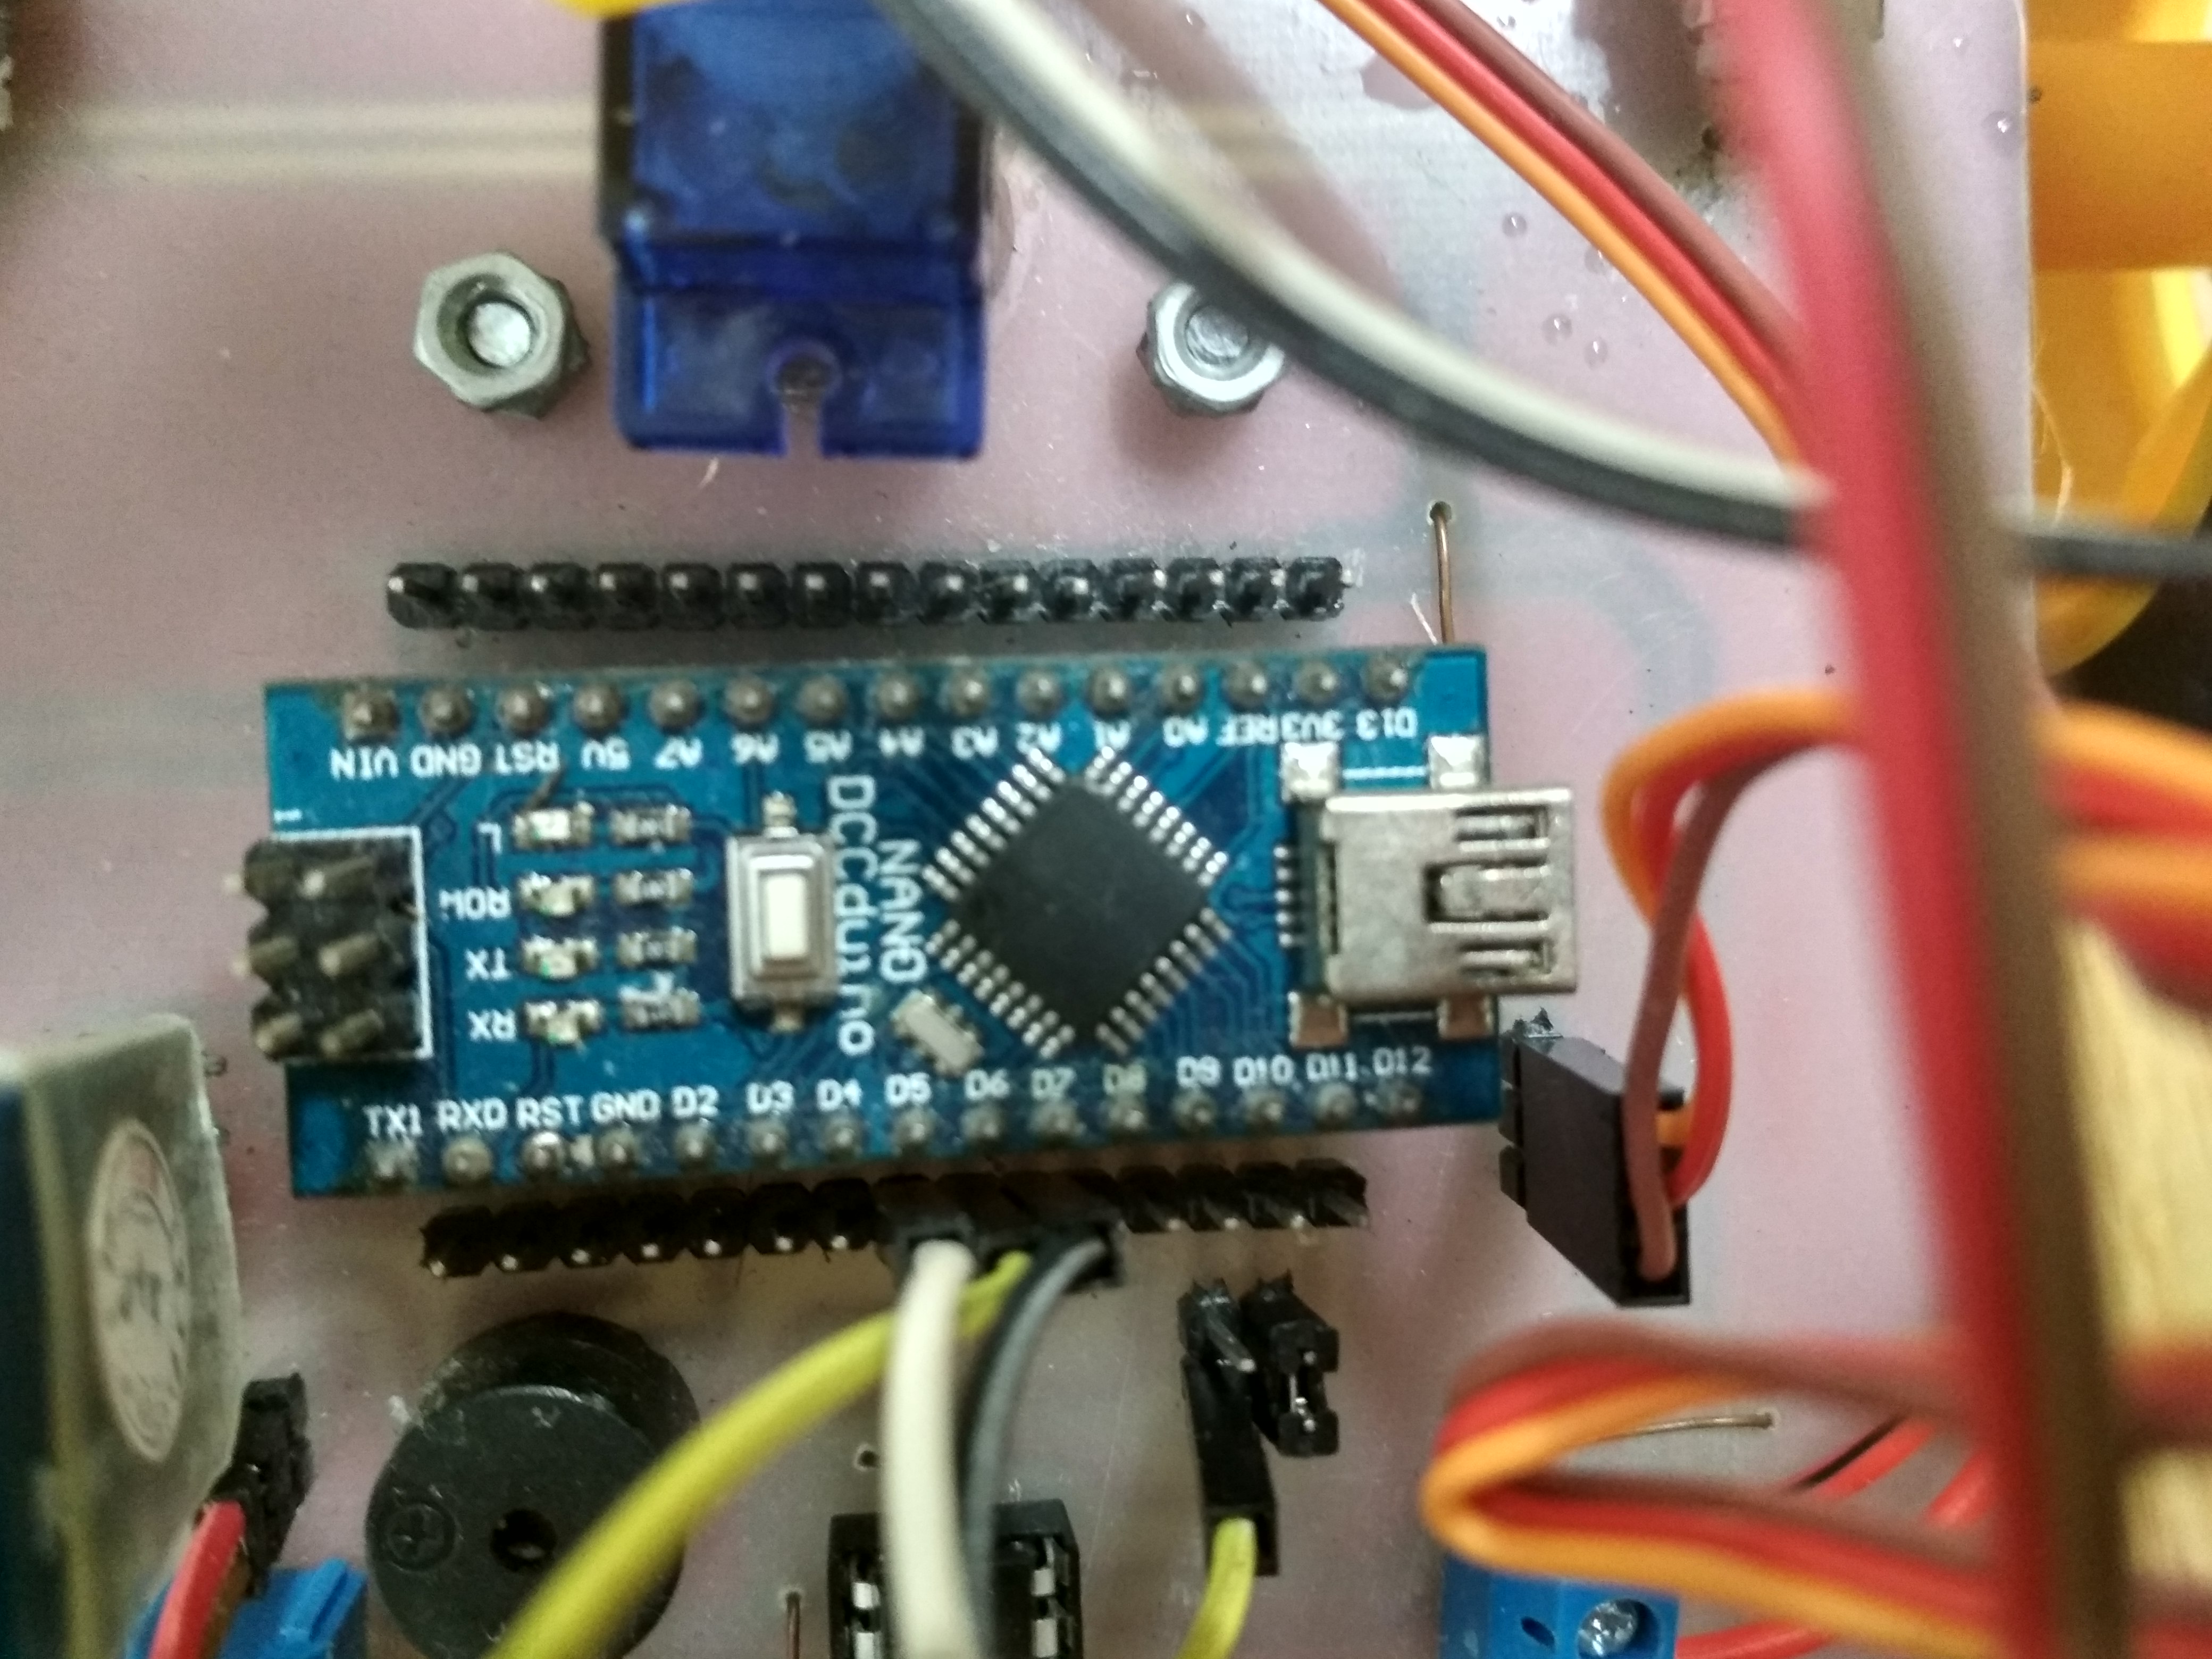 VIN GND RST 5V A7 A6 A5 A4 A3 A2 A1 A0 REF 3V3 D13
L
POW
TX
RX
DCCduino
NANO
TX1 RXD RST GND D2 D3 D4 D5 D6 D7 D8 D9 D10 D11 D12